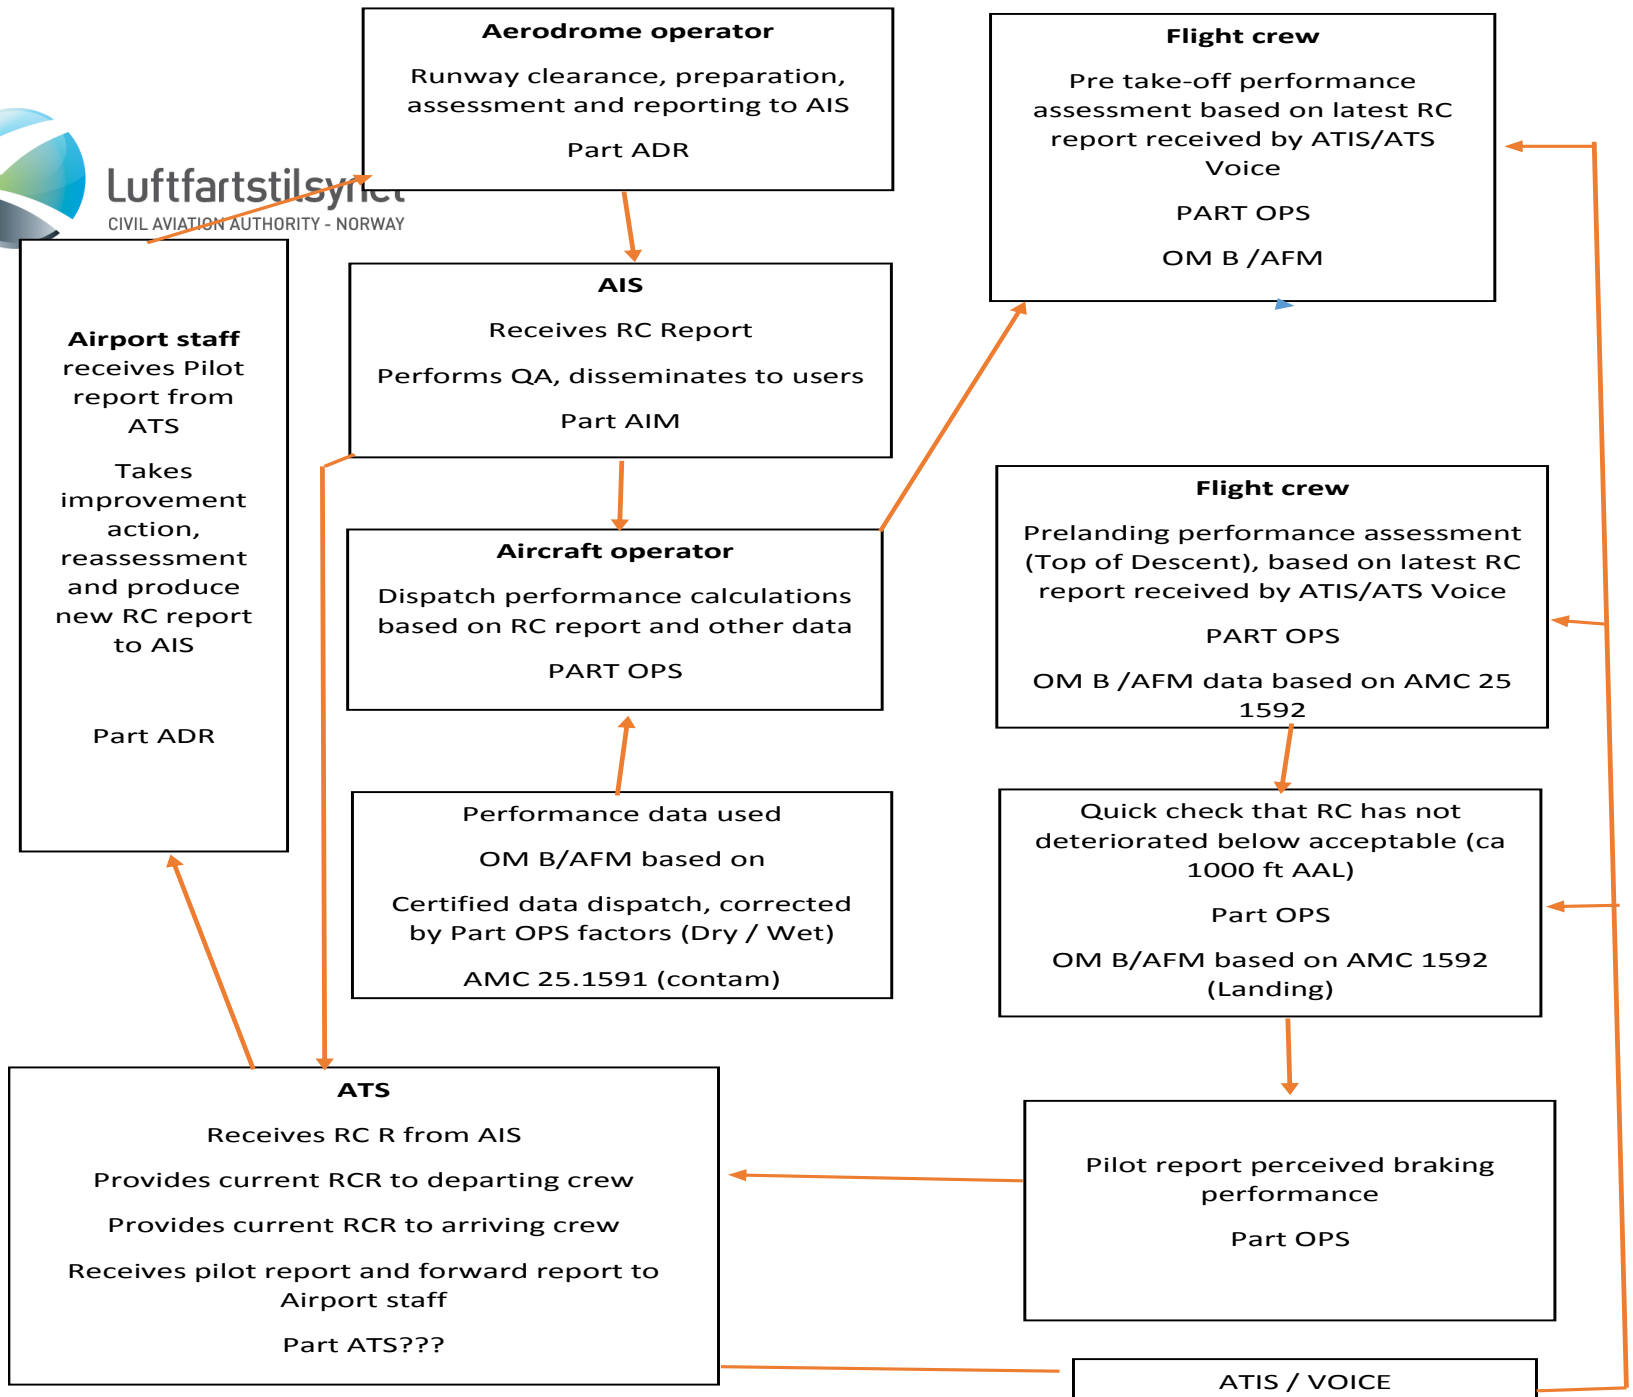 Luftfartstilsynet
CIVIL AVIATION AUTHORITY - NORWAY
Aerodrome operator
Runway clearance, preparation,
assessment and reporting to AIS
Part ADR
Flight crew
Pre take-off performance
assessment based on latest RC
report received by ATIS/ATS
Voice
PART OPS
OM B /AFM
Airport staff
receives Pilot
report from
ATS
Takes
improvement
action,
reassessment
and produce
new RC report
to AIS
Part ADR
AIS
Receives RC Report
Performs QA, disseminates to users
Part AIM
Aircraft operator
Dispatch performance calculations
based on RC report and other data
PART OPS
Performance data used
OM B/AFM based on
Certified data dispatch, corrected
by Part OPS factors (Dry / Wet)
AMC 25.1591 (contam)
Flight crew
Prelanding performance assessment
(Top of Descent), based on latest RC
report received by ATIS/ATS Voice
PART OPS
OM B /AFM data based on AMC 25
1592
Quick check that RC has not
deteriorated below acceptable (ca
1000 ft AAL)
Part OPS
OM B/AFM based on AMC 1592
(Landing)
Pilot report perceived braking
performance
Part OPS
ATS
Receives RC R from AIS
Provides current RCR to departing crew
Provides current RCR to arriving crew
Receives pilot report and forward report to
Airport staff
Part ATS???
ATIS / VOICE